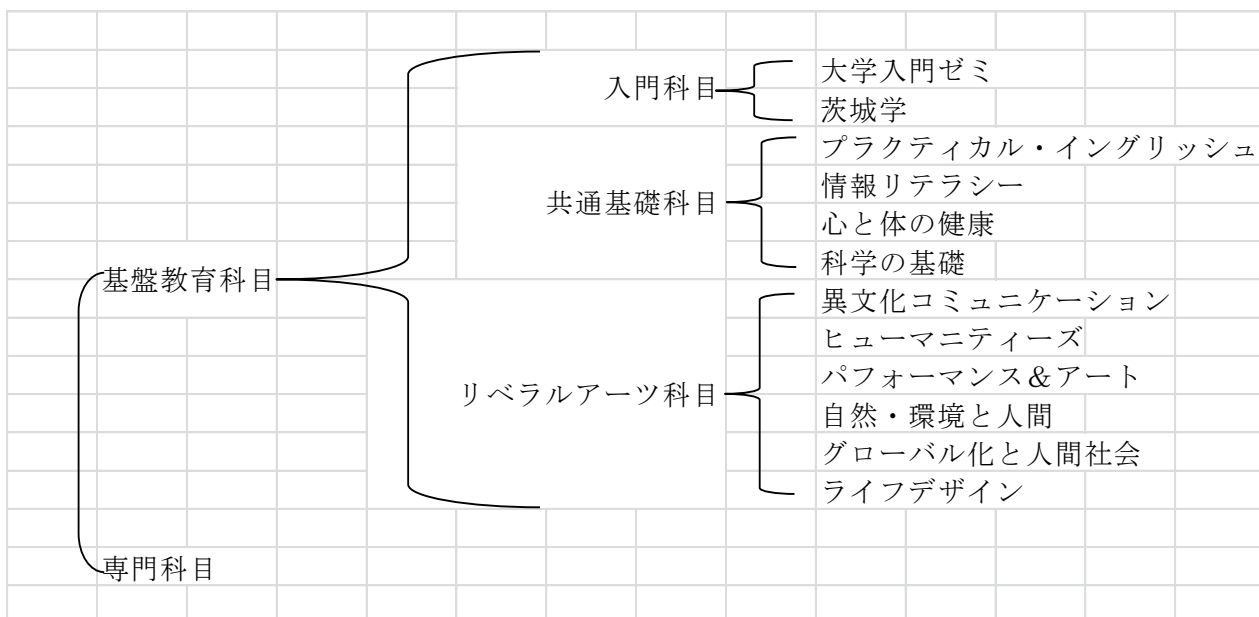 入門科目
大学入門ゼミ
茨城学
共通基礎科目
プラクティカル・イングリッシュ
情報リテラシー
心と体の健康
科学の基礎
基盤教育科目
リベラルアーツ科目
異文化コミュニケーション
ヒューマニティーズ
パフォーマンス&アート
自然・環境と人間
グローバル化と人間社会
ライフデザイン
専門科目